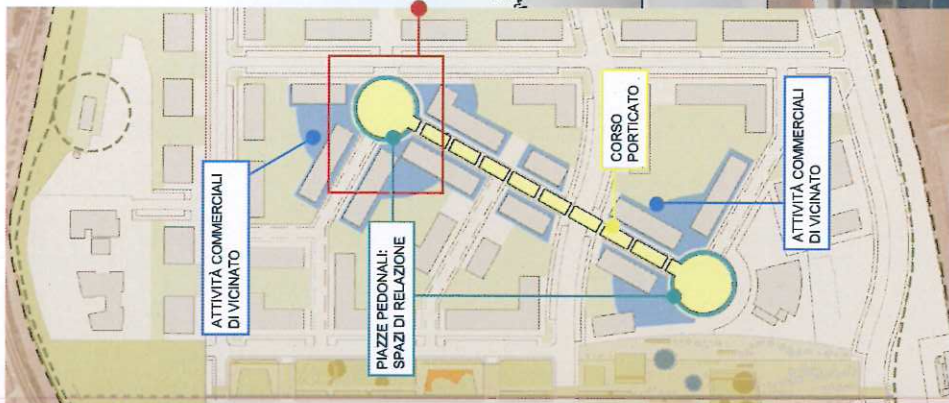 ATTIVITÀ COMMERCIALI
DI VICINATO
PIAZZE PEDONALI:
SPAZI DI RELAZIONE
CORSO
PORTICATO
ATTIVITÀ COMMERCIALI
DI VICINATO